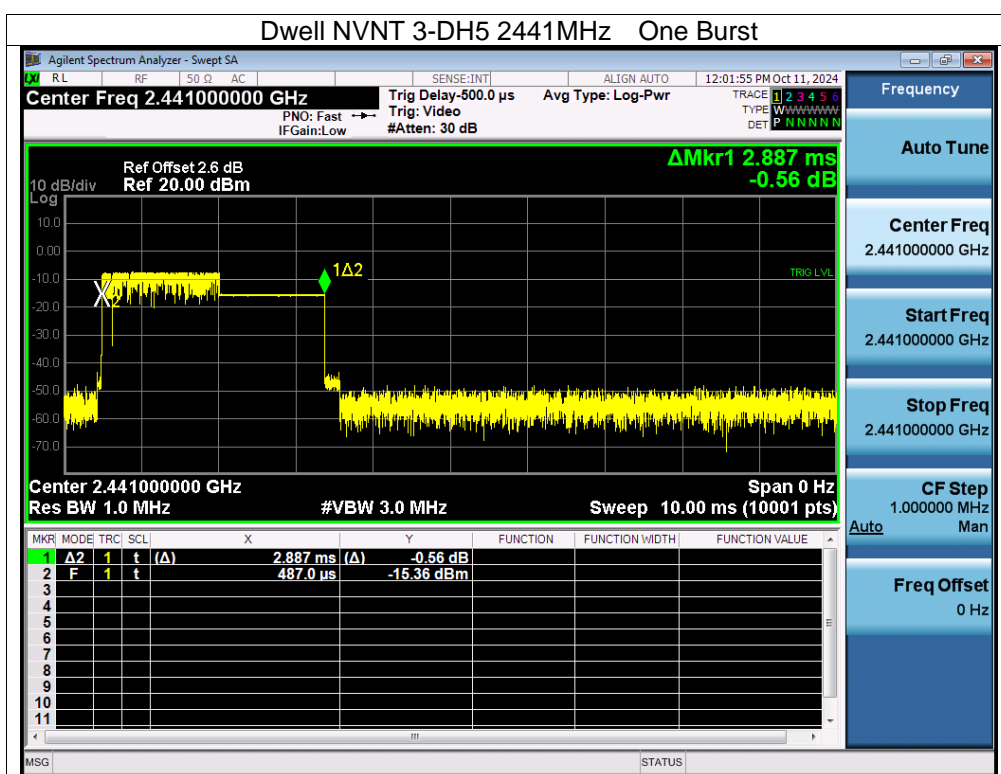 Dwell NVNT 3-DH5 2441MHz One Burst
Agilent Spectrum Analyzer - Swept SA
LXI RL RF 50 Ω AC SENSE:INT ALIGN AUTO 12:01:55 PM Oct 11, 2024
Center Freq 2.441000000 GHz
PNO: Fast
IFGain:Low
Trig Delay-500.0 µs
Trig: Video
#Atten: 30 dB
Avg Type: Log-Pwr
TRACE 1 2 3 4 5 6
TYPE WWWWWW
DET P N N N N N
ΔMkr1 2.887 ms
-0.56 dB
Ref Offset 2.6 dB
10 dB/div Ref 20.00 dBm
Log
10.0
0.00
-10.0
-20.0
-30.0
-40.0
-50.0
-60.0
-70.0
1Δ2
2
TRIG LVL
Center 2.441000000 GHz Span 0 Hz
Res BW 1.0 MHz #VBW 3.0 MHz Sweep 10.00 ms (10001 pts)
MKR MODE TRC SCL X Y FUNCTION FUNCTION WIDTH FUNCTION VALUE
1 Δ2 1 t (Δ) 2.887 ms (Δ) -0.56 dB
2 F 1 t 487.0 µs -15.36 dBm
3
4
5
6
7
8
9
10
11
MSG STATUS
Frequency
Auto Tune
Center Freq
2.441000000 GHz
Start Freq
2.441000000 GHz
Stop Freq
2.441000000 GHz
CF Step
1.000000 MHz
Auto Man
Freq Offset
0 Hz